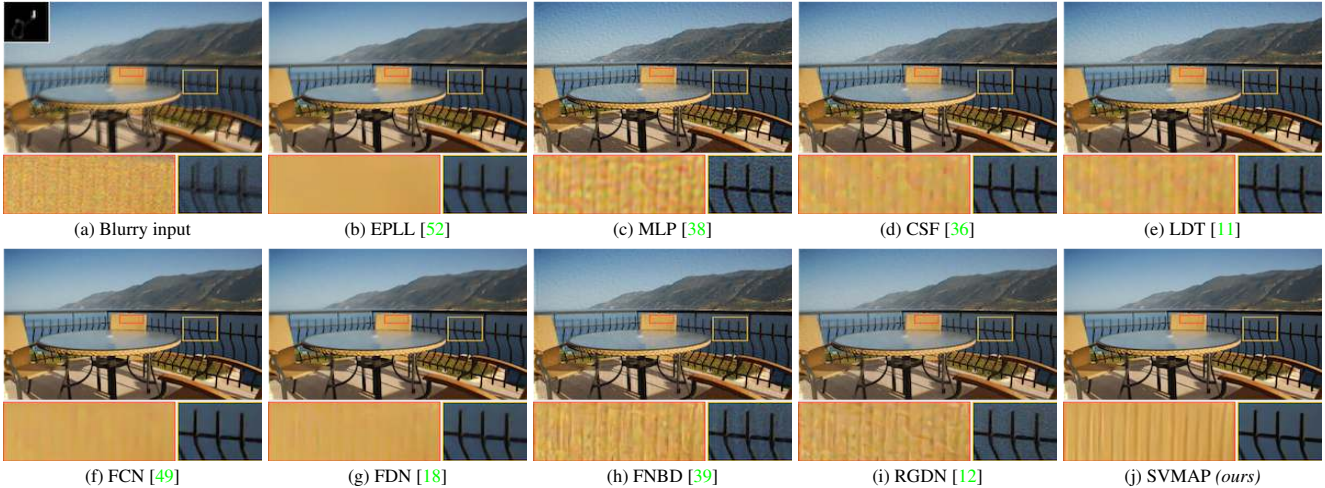 (a) Blurry input
(b) EPLL [52]
(c) MLP [38]
(d) CSF [36]
(e) LDT [11]
(f) FCN [49]
(g) FDN [18]
(h) FNBD [39]
(i) RGDN [12]
(j) SVMAP (ours)